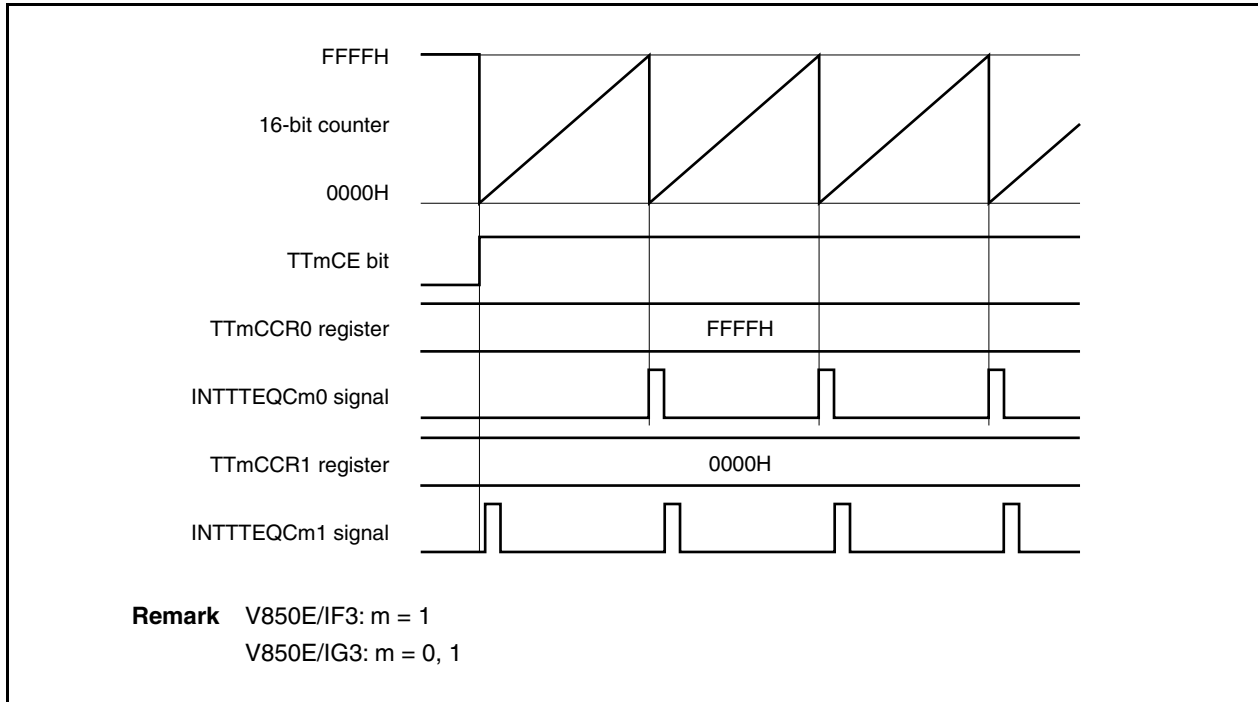 FFFFH
16-bit counter
0000H
TTmCE bit
TTmCCR0 register
FFFFH
INTTTEQCm0 signal
TTmCCR1 register
0000H
INTTTEQCm1 signal
Remark V850E/IF3: m = 1
V850E/IG3: m = 0, 1